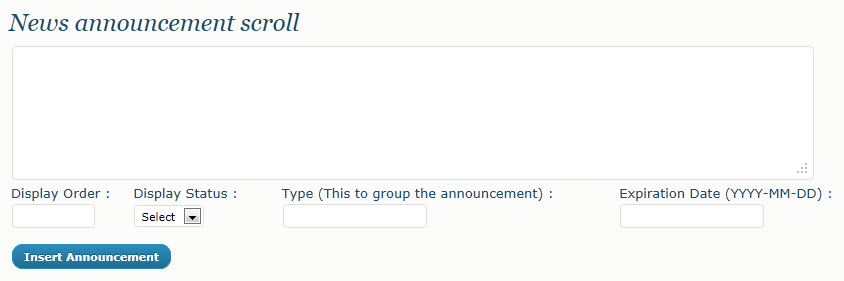 News announcement scroll
Display Order : Display Status : Type (This to group the announcement) : Expiration Date (YYYY-MM-DD) :
Select
Insert Announcement